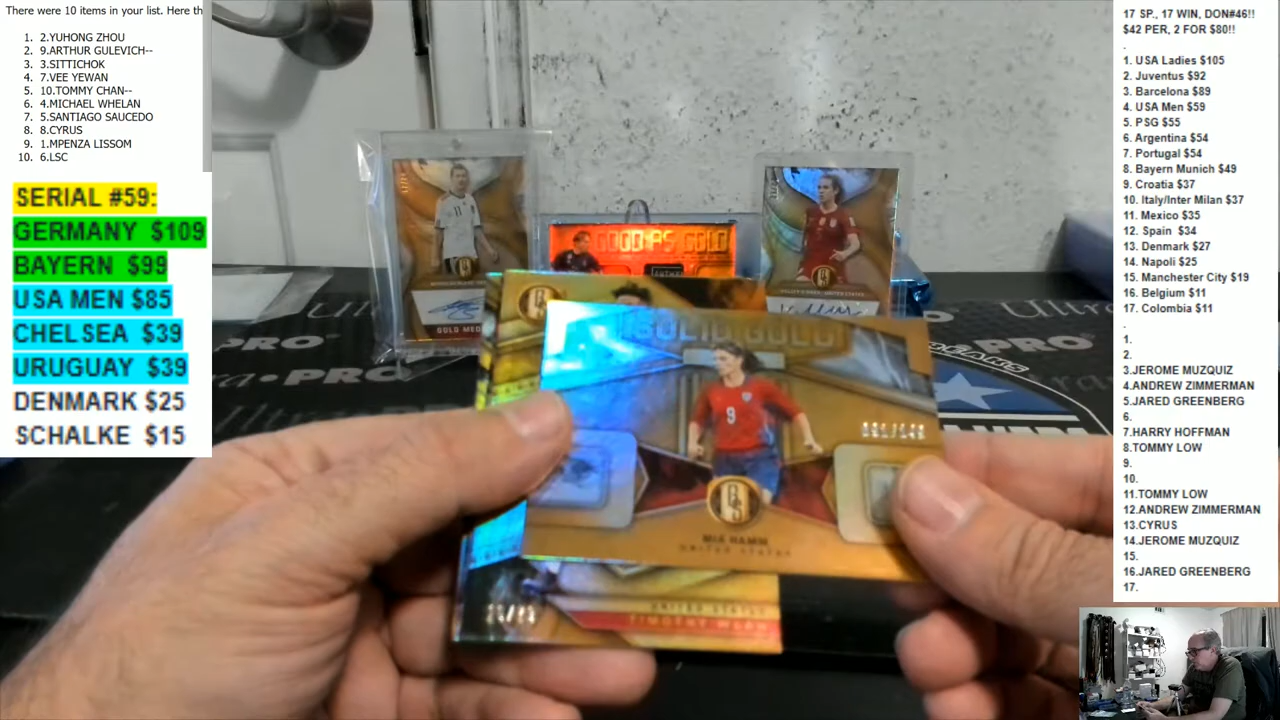 There were 10 items in your list. Here th
1. 2.YUHONG ZHOU
2. 9.ARTHUR GULEVICH--
3. 3.SITTICHOK
4. 7.VEE YEWAN
5. 10.TOMMY CHAN--
6. 4.MICHAEL WHELAN
7. 5.SANTIAGO SAUCEDO
8. 8.CYRUS
9. 1.MPENZA LISSOM
10. 6.LSC
SERIAL #59:
GERMANY $109
BAYERN $99
USA MEN $85
CHELSEA $39
URUGUAY $39
DENMARK $25
SCHALKE $15
GOOD AS GOLD
GOLD MED
SOLID GOLD
9
GS
MIA HAMM
UNITED STATES
UNITED STATES
TIMOTHY WEAH
Ultra
PRO
PRO
17 SP., 17 WIN, DON#46!!
$42 PER, 2 FOR $80!!
.
1. USA Ladies $105
2. Juventus $92
3. Barcelona $89
4. USA Men $59
5. PSG $55
6. Argentina $54
7. Portugal $54
8. Bayern Munich $49
9. Croatia $37
10. Italy/Inter Milan $37
11. Mexico $35
12. Spain $34
13. Denmark $27
14. Napoli $25
15. Manchester City $19
16. Belgium $11
17. Colombia $11
.
1.
2.
3.JEROME MUZQUIZ
4.ANDREW ZIMMERMAN
5.JARED GREENBERG
6.
7.HARRY HOFFMAN
8.TOMMY LOW
9.
10.
11.TOMMY LOW
12.ANDREW ZIMMERMAN
13.CYRUS
14.JEROME MUZQUIZ
15.
16.JARED GREENBERG
17.